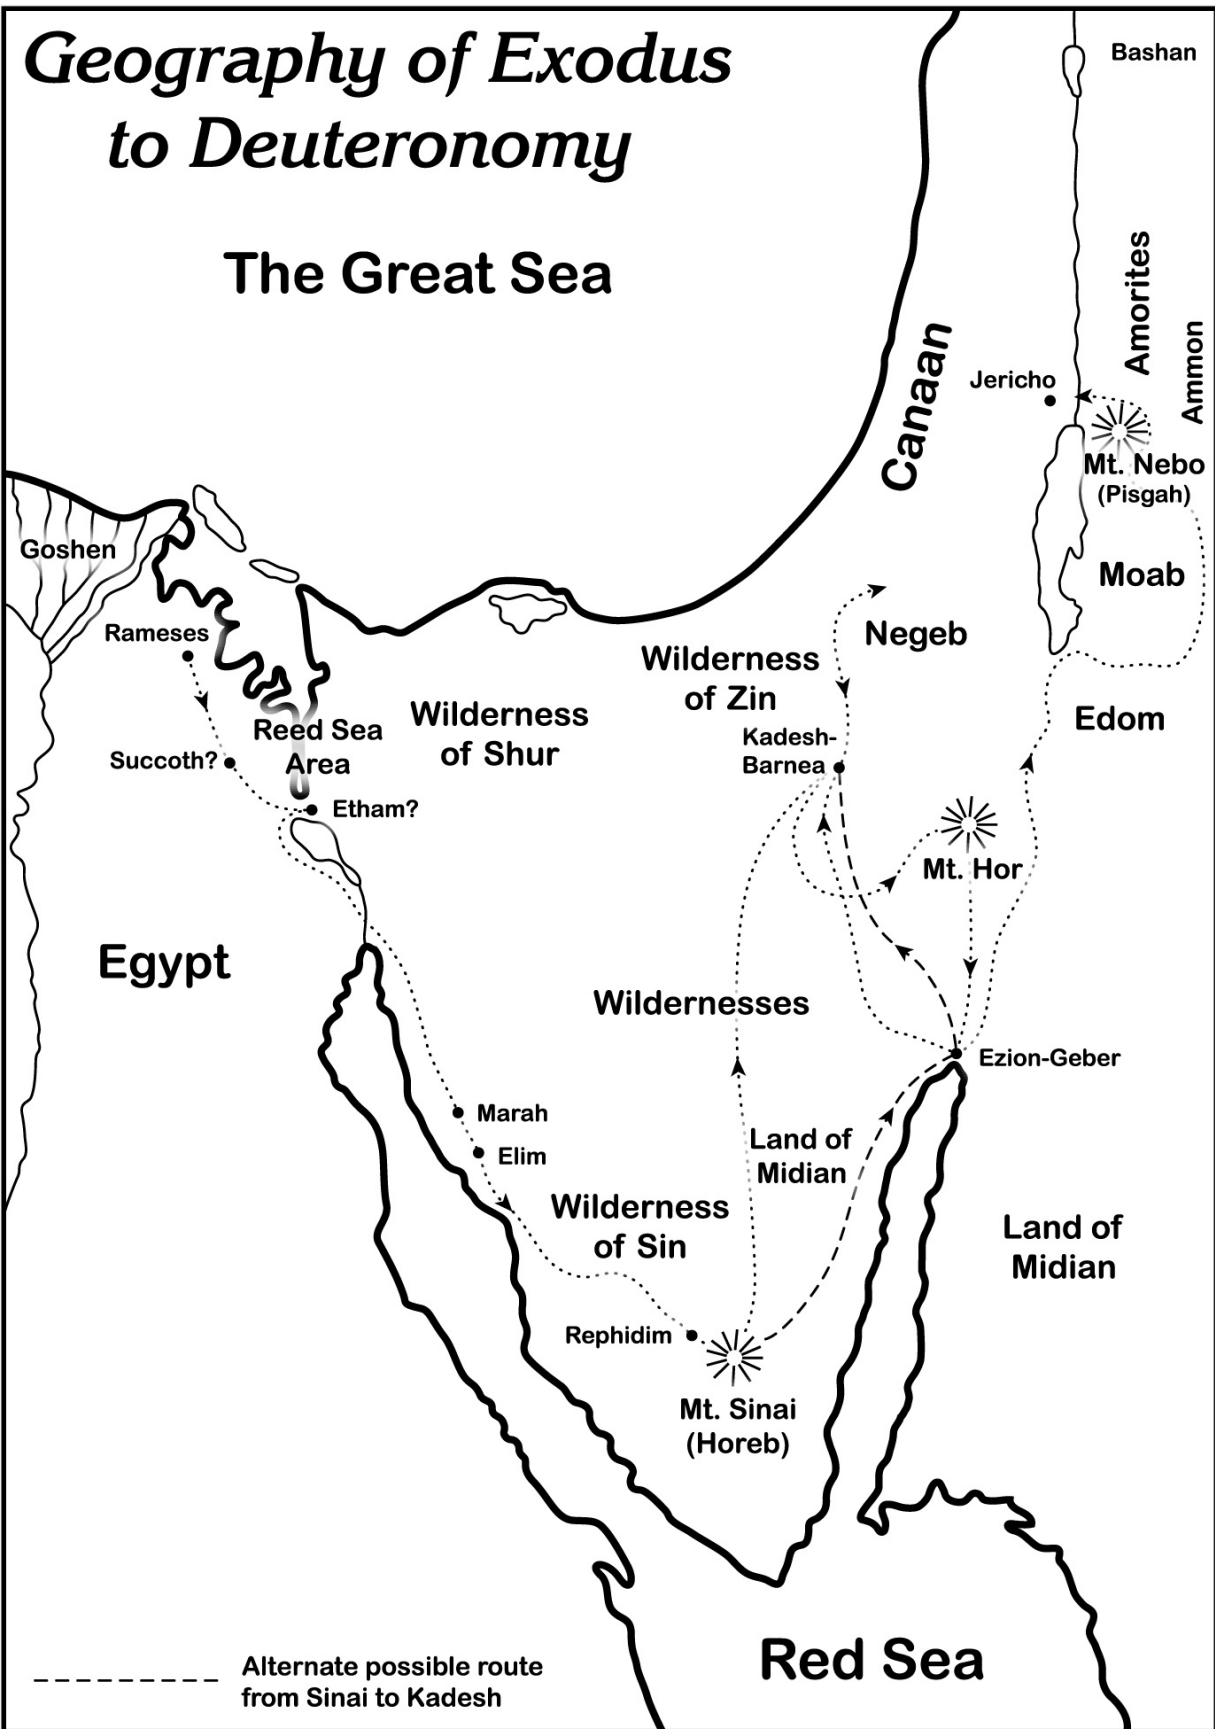 Geography of Exodus
to Deuteronomy
Bashan
The Great Sea
Amorites
Ammon
Canaan
Jericho
Mt. Nebo
(Pisgah)
Goshen
Moab
Rameses
Negeb
Wilderness
of Zin
Wilderness
of Shur
Edom
Reed Sea
Area
Kadesh-
Barnea
Succoth?
Etham?
Mt. Hor
Egypt
Wildernesses
Ezion-Geber
Marah
Elim
Land of
Midian
Wilderness
of Sin
Land of
Midian
Rephidim
Mt. Sinai
(Horeb)
Red Sea
Alternate possible route
from Sinai to Kadesh